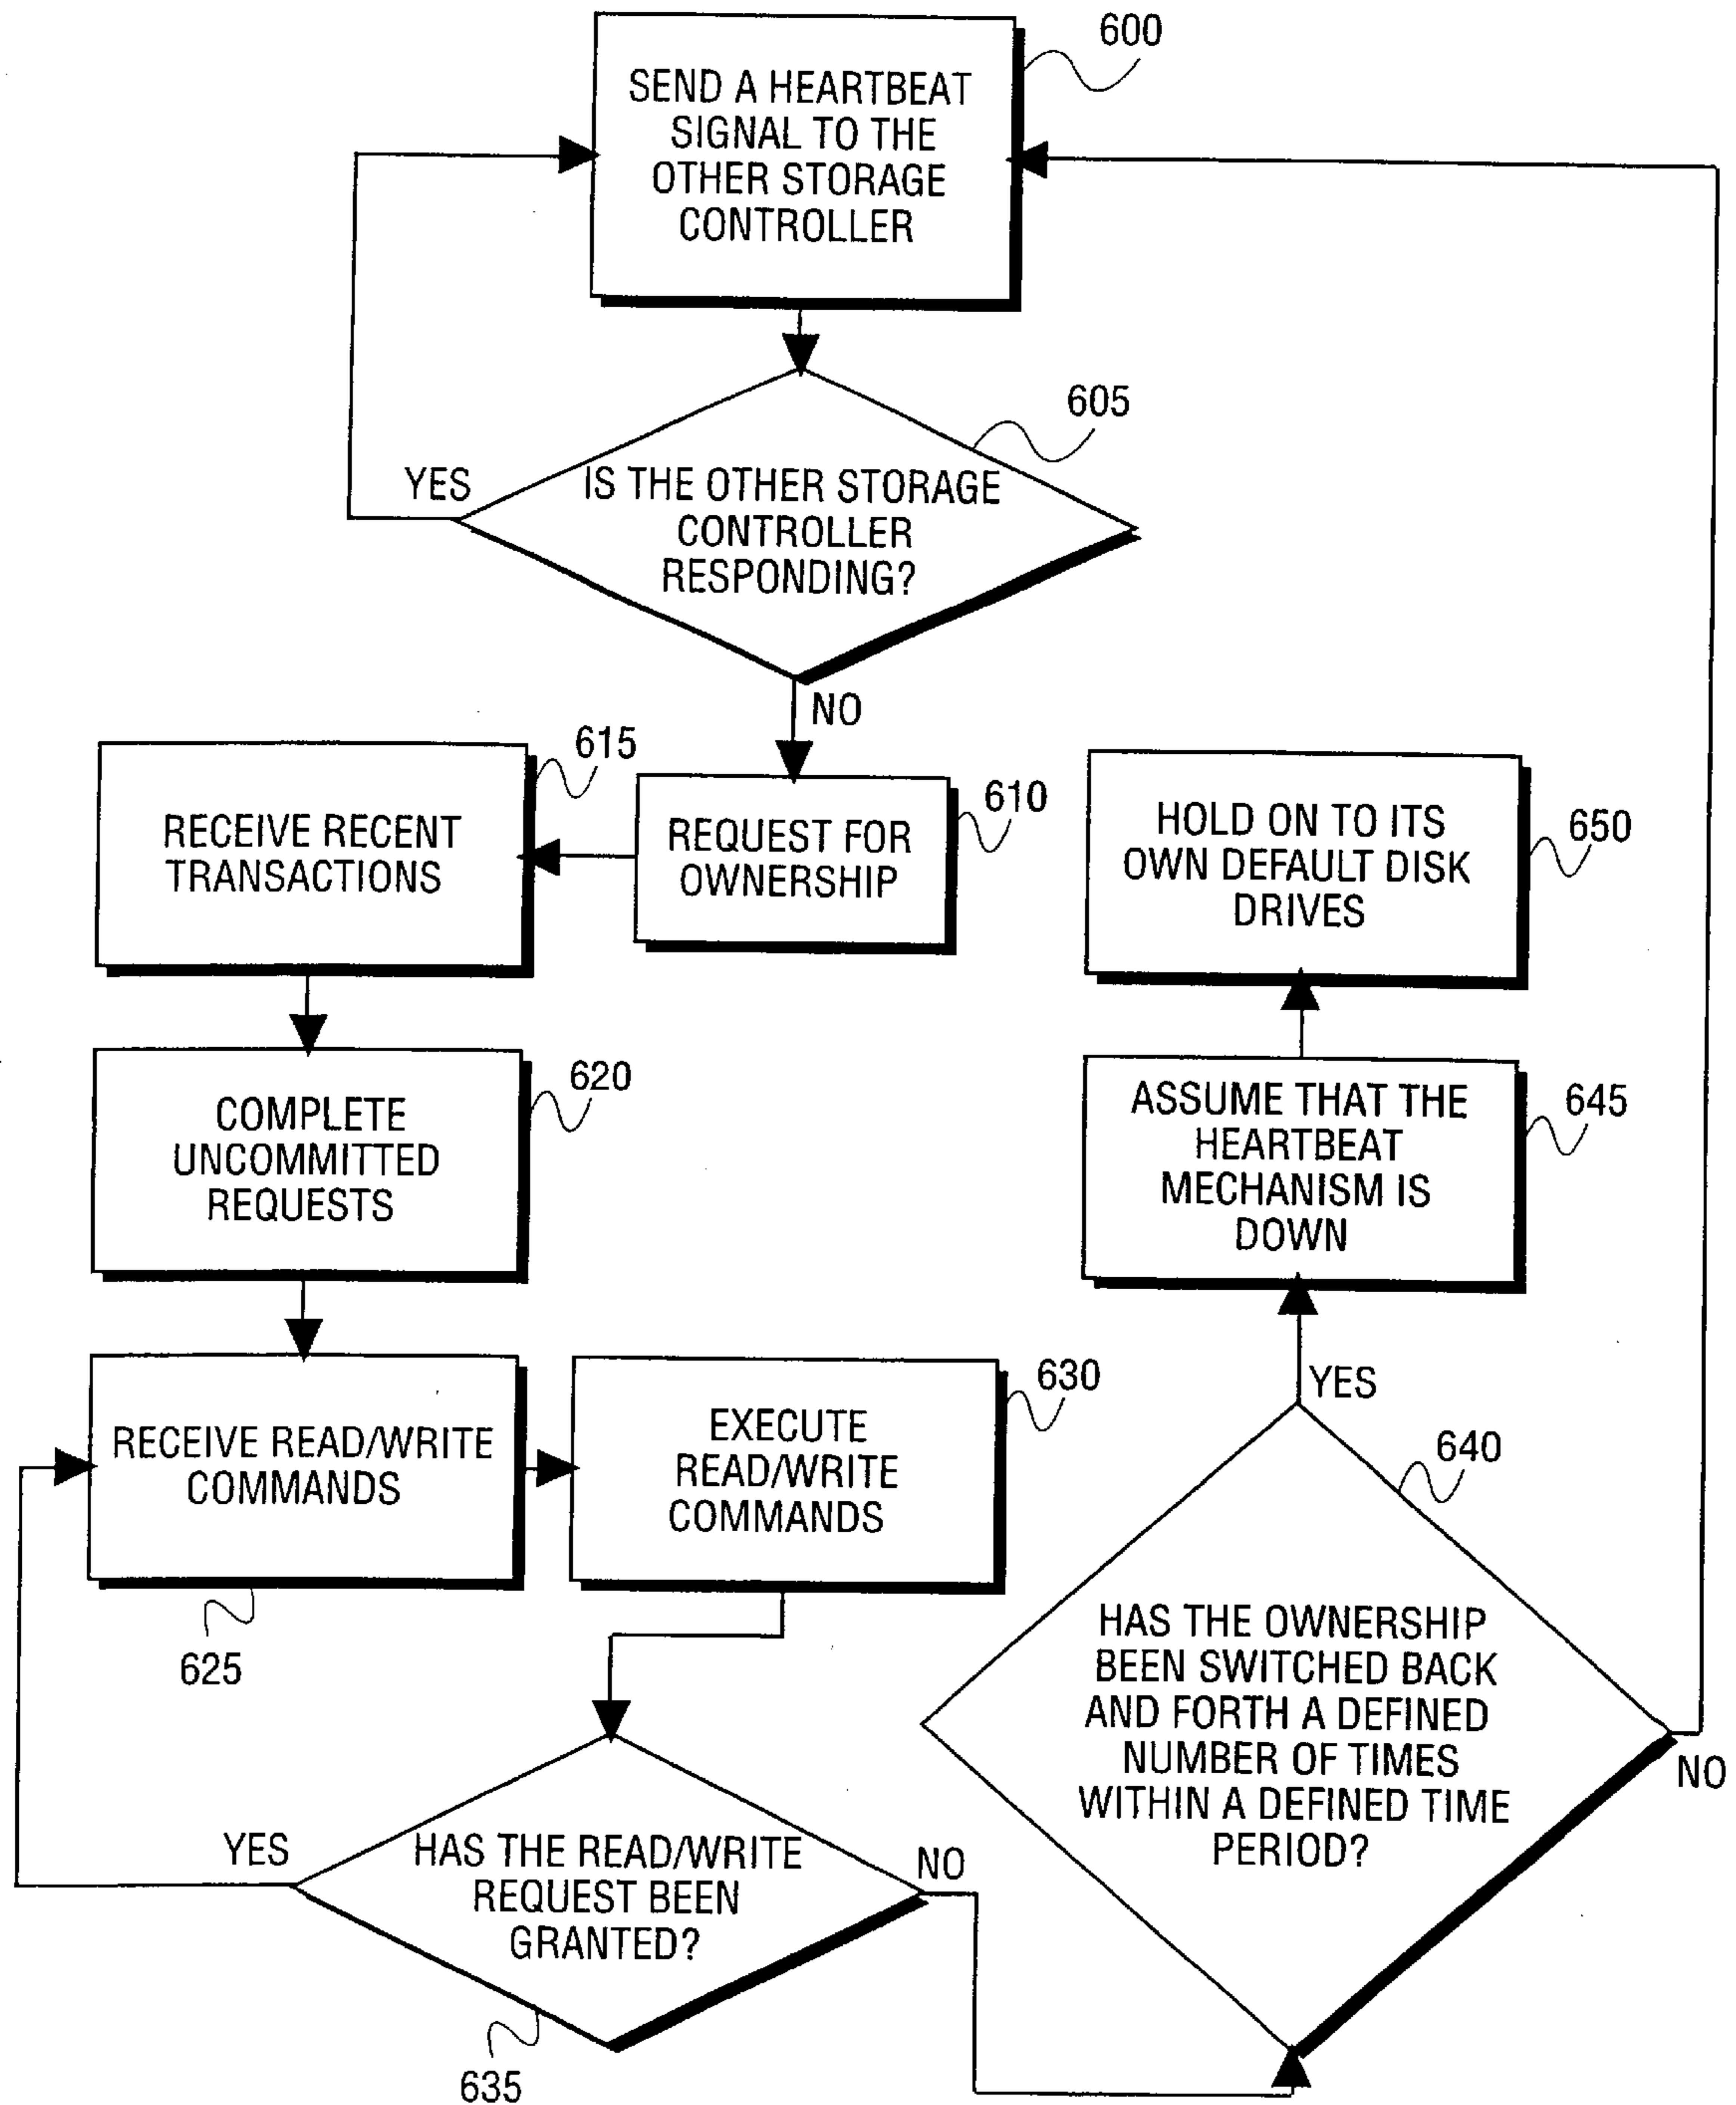 600
SEND A HEARTBEAT
SIGNAL TO THE
OTHER STORAGE
CONTROLLER
605
YES
IS THE OTHER STORAGE
CONTROLLER
RESPONDING?
NO
615
RECEIVE RECENT
TRANSACTIONS
610
REQUEST FOR
OWNERSHIP
650
HOLD ON TO ITS
OWN DEFAULT DISK
DRIVES
620
COMPLETE
UNCOMMITTED
REQUESTS
645
ASSUME THAT THE
HEARTBEAT
MECHANISM IS
DOWN
RECEIVE READ/WRITE
COMMANDS
625
630
EXECUTE
READ/WRITE
COMMANDS
YES
640
HAS THE OWNERSHIP
BEEN SWITCHED BACK
AND FORTH A DEFINED
NUMBER OF TIMES
WITHIN A DEFINED TIME
PERIOD?
NO
YES
HAS THE READ/WRITE
REQUEST BEEN
GRANTED?
NO
635